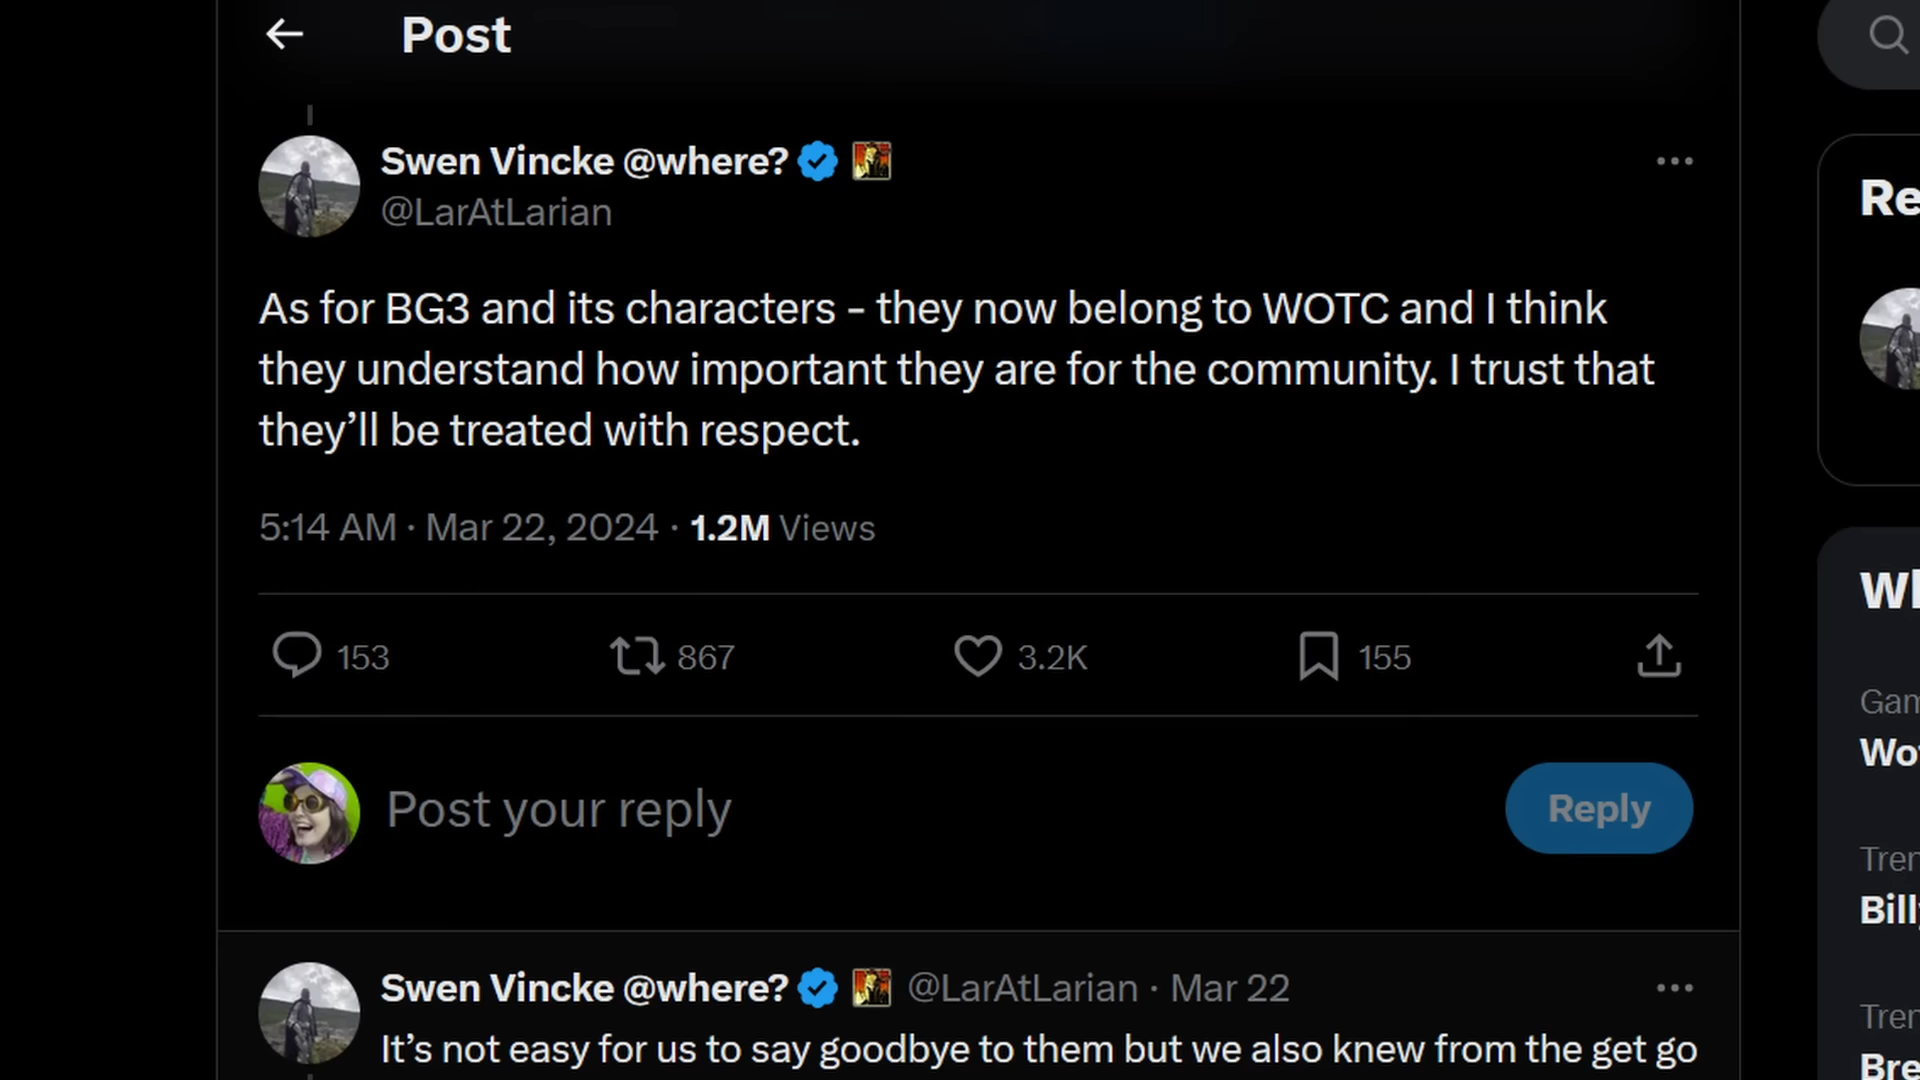 Post
Swen Vincke @where?
@LarAtLarian
As for BG3 and its characters – they now belong to WOTC and I think
they understand how important they are for the community. I trust that
they’ll be treated with respect.
5:14 AM · Mar 22, 2024 · 1.2M Views
153 867 3.2K 155
Post your reply
Reply
Swen Vincke @where? @LarAtLarian · Mar 22
It’s not easy for us to say goodbye to them but we also knew from the get go